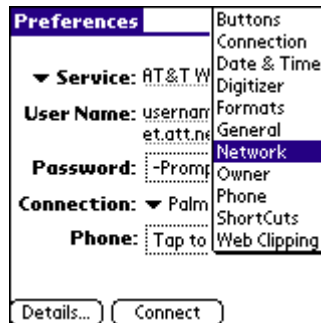 Preferences
Service: AT&T W
User Name: usernam
et.att.ne
Password: -Promp
Connection: Palm
Phone: Tap to
Details... Connect
Buttons
Connection
Date & Time
Digitizer
Formats
General
Network
Owner
Phone
ShortCuts
Web Clipping